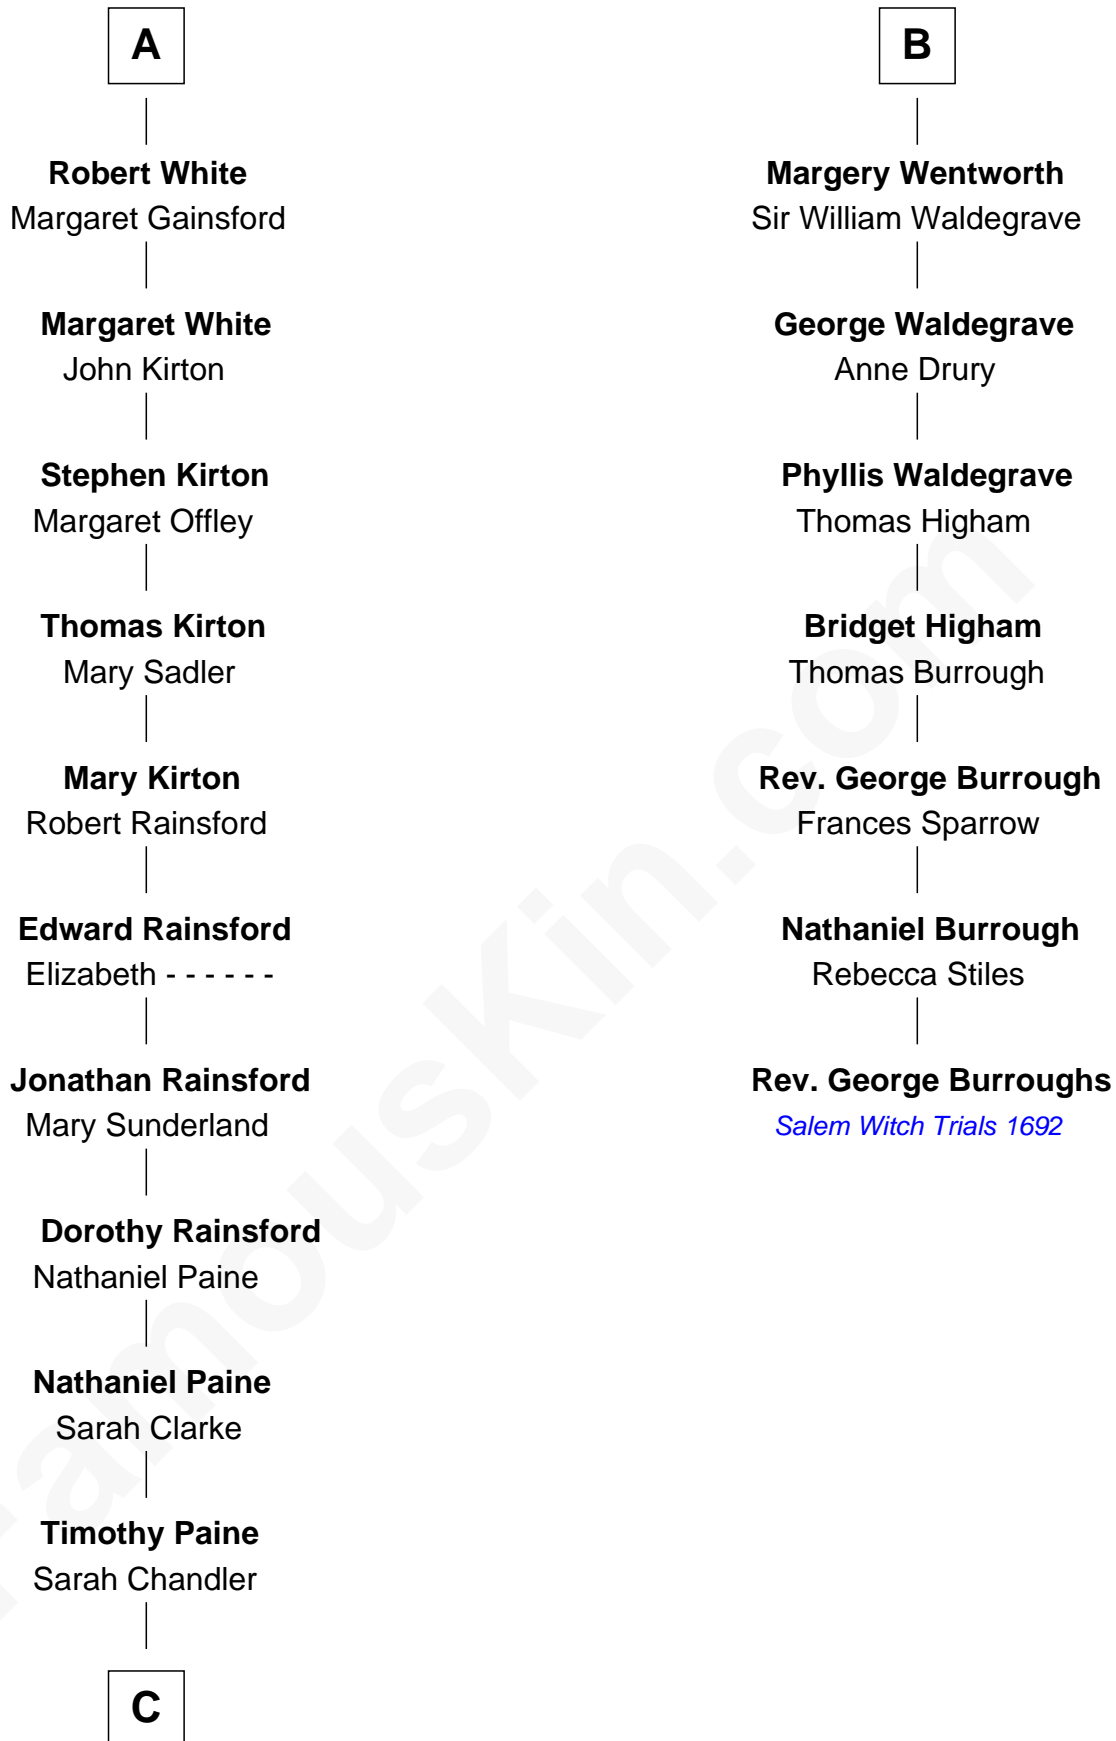 A
Robert White
Margaret Gainsford
Margaret White
John Kirton
Stephen Kirton
Margaret Offley
Thomas Kirton
Mary Sadler
Mary Kirton
Robert Rainsford
Edward Rainsford
Elizabeth - - - - - -
Jonathan Rainsford
Mary Sunderland
Dorothy Rainsford
Nathaniel Paine
Nathaniel Paine
Sarah Clarke
Timothy Paine
Sarah Chandler
C
B
Margery Wentworth
Sir William Waldegrave
George Waldegrave
Anne Drury
Phyllis Waldegrave
Thomas Higham
Bridget Higham
Thomas Burrough
Rev. George Burrough
Frances Sparrow
Nathaniel Burrough
Rebecca Stiles
Rev. George Burroughs
Salem Witch Trials 1692
FamousKin.com